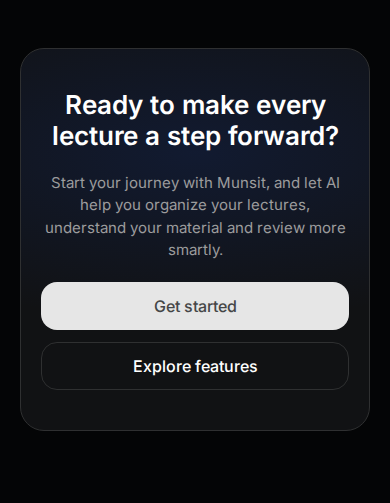 Ready to make every
lecture a step forward?
Start your journey with Munsit, and let AI
help you organize your lectures,
understand your material and review more
smartly.
Get started
Explore features